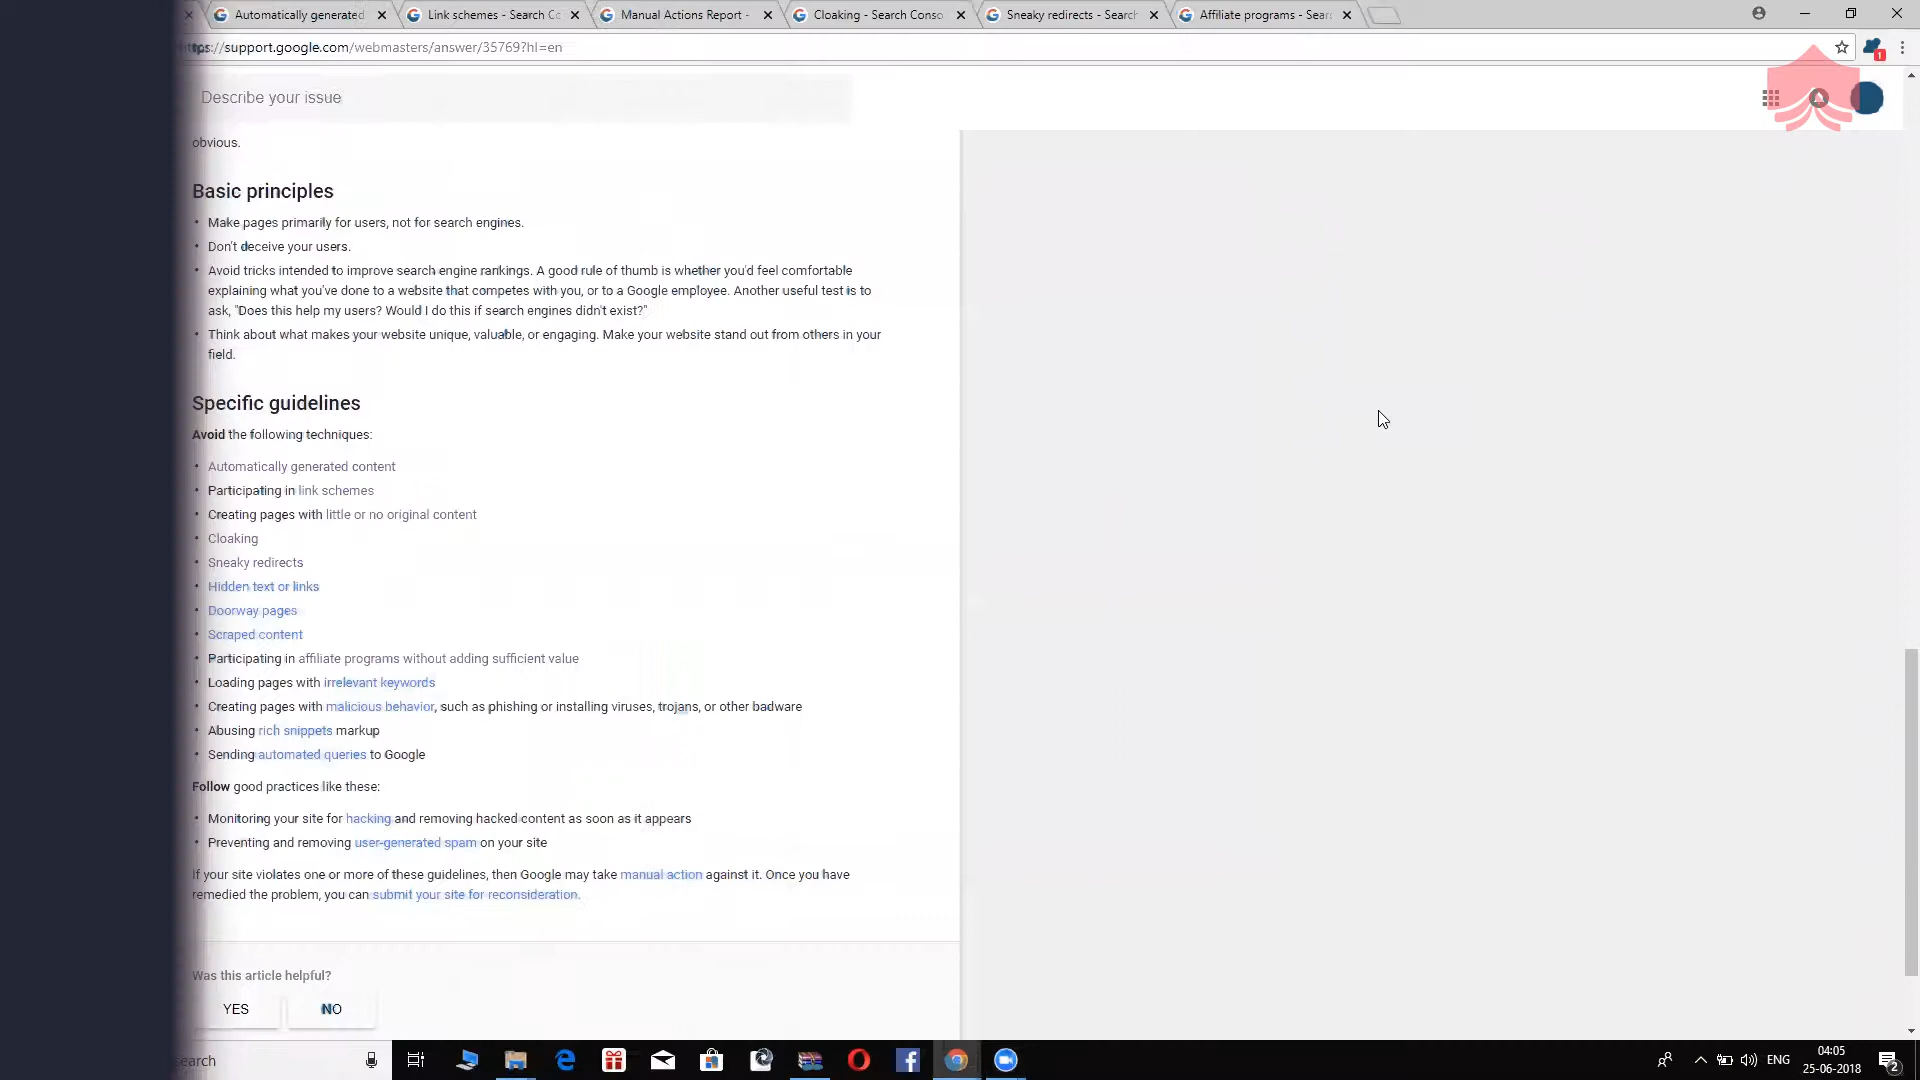 Automatically generated
Link schemes - Search Co
Manual Actions Report -
Cloaking - Search Conso
Sneaky redirects - Search
Affiliate programs - Sear
https://support.google.com/webmasters/answer/35769?hl=en
1
Describe your issue
obvious.
Basic principles
• Make pages primarily for users, not for search engines.
• Don't deceive your users.
• Avoid tricks intended to improve search engine rankings. A good rule of thumb is whether you'd feel comfortable
explaining what you've done to a website that competes with you, or to a Google employee. Another useful test is to
ask, "Does this help my users? Would I do this if search engines didn't exist?"
• Think about what makes your website unique, valuable, or engaging. Make your website stand out from others in your
field.
Specific guidelines
Avoid the following techniques:
• Automatically generated content
• Participating in link schemes
• Creating pages with little or no original content
• Cloaking
• Sneaky redirects
• Hidden text or links
• Doorway pages
• Scraped content
• Participating in affiliate programs without adding sufficient value
• Loading pages with irrelevant keywords
• Creating pages with malicious behavior, such as phishing or installing viruses, trojans, or other badware
• Abusing rich snippets markup
• Sending automated queries to Google
Follow good practices like these:
• Monitoring your site for hacking and removing hacked content as soon as it appears
• Preventing and removing user-generated spam on your site
If your site violates one or more of these guidelines, then Google may take manual action against it. Once you have
remedied the problem, you can submit your site for reconsideration.
Was this article helpful?
YES NO
search
ENG
04:05
25-06-2018
2